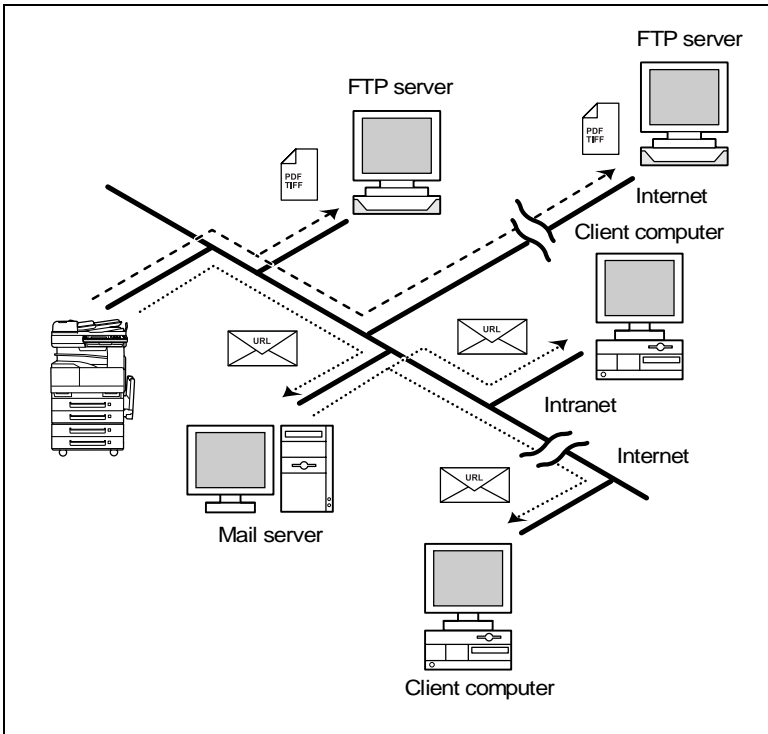 FTP server
FTP server
PDF
TIFF
PDF
TIFF
Internet
Client computer
URL
URL
Intranet
Internet
URL
Mail server
Client computer